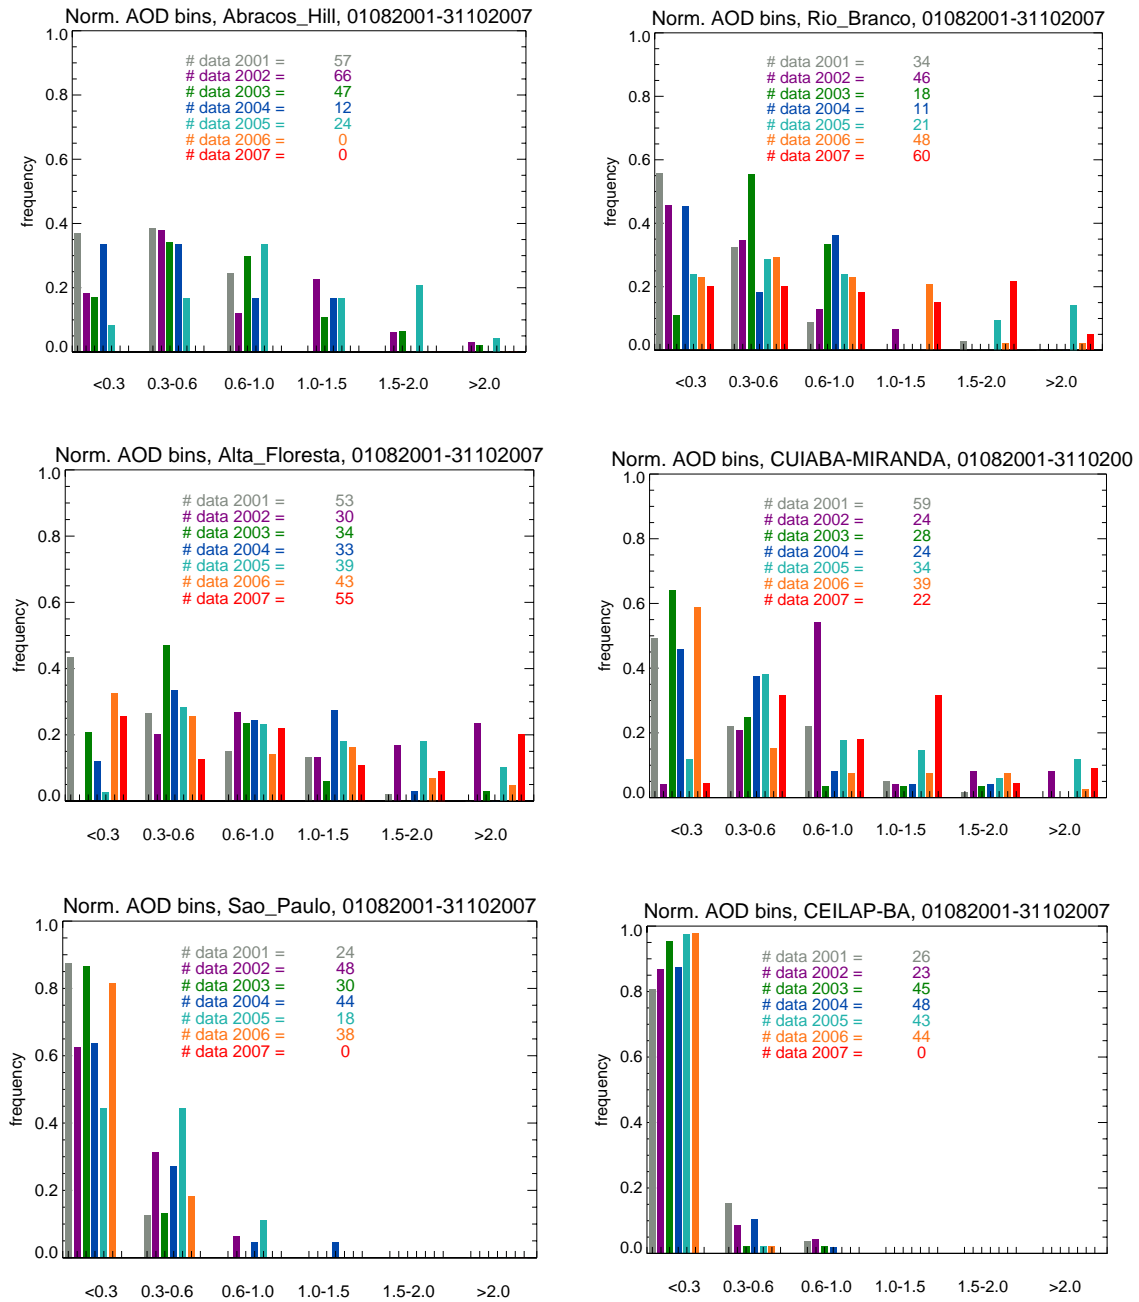 Norm. AOD bins, Abracos_Hill, 01082001-31102007
1.0
0.8
0.6
0.4
0.2
0.0
frequency
# data 2001 = 57
# data 2002 = 66
# data 2003 = 47
# data 2004 = 12
# data 2005 = 24
# data 2006 = 0
# data 2007 = 0
<0.3 0.3-0.6 0.6-1.0 1.0-1.5 1.5-2.0 >2.0
Norm. AOD bins, Rio_Branco, 01082001-31102007
1.0
0.8
0.6
0.4
0.2
0.0
frequency
# data 2001 = 34
# data 2002 = 46
# data 2003 = 18
# data 2004 = 11
# data 2005 = 21
# data 2006 = 48
# data 2007 = 60
<0.3 0.3-0.6 0.6-1.0 1.0-1.5 1.5-2.0 >2.0
Norm. AOD bins, Alta_Floresta, 01082001-31102007
1.0
0.8
0.6
0.4
0.2
0.0
frequency
# data 2001 = 53
# data 2002 = 30
# data 2003 = 34
# data 2004 = 33
# data 2005 = 39
# data 2006 = 43
# data 2007 = 55
<0.3 0.3-0.6 0.6-1.0 1.0-1.5 1.5-2.0 >2.0
Norm. AOD bins, CUIABA-MIRANDA, 01082001-3110200
1.0
0.8
0.6
0.4
0.2
0.0
frequency
# data 2001 = 59
# data 2002 = 24
# data 2003 = 28
# data 2004 = 24
# data 2005 = 34
# data 2006 = 39
# data 2007 = 22
<0.3 0.3-0.6 0.6-1.0 1.0-1.5 1.5-2.0 >2.0
Norm. AOD bins, Sao_Paulo, 01082001-31102007
1.0
0.8
0.6
0.4
0.2
0.0
frequency
# data 2001 = 24
# data 2002 = 48
# data 2003 = 30
# data 2004 = 44
# data 2005 = 18
# data 2006 = 38
# data 2007 = 0
<0.3 0.3-0.6 0.6-1.0 1.0-1.5 1.5-2.0 >2.0
Norm. AOD bins, CEILAP-BA, 01082001-31102007
1.0
0.8
0.6
0.4
0.2
0.0
frequency
# data 2001 = 26
# data 2002 = 23
# data 2003 = 45
# data 2004 = 48
# data 2005 = 43
# data 2006 = 44
# data 2007 = 0
<0.3 0.3-0.6 0.6-1.0 1.0-1.5 1.5-2.0 >2.0